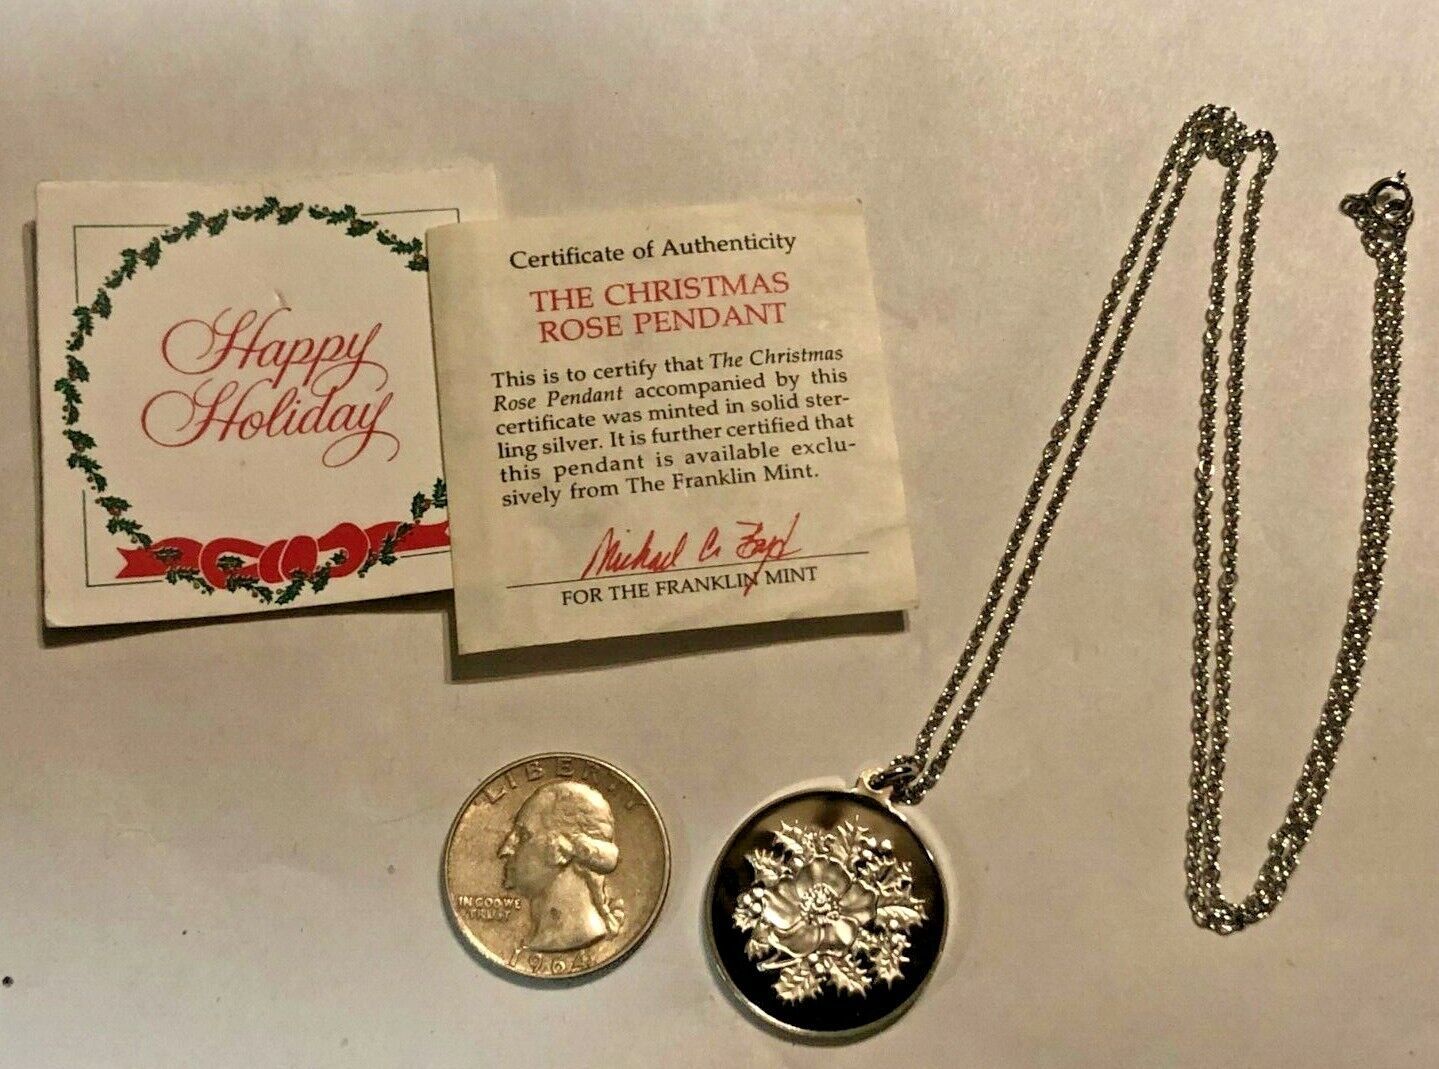 Happy
Holiday
Certificate of Authenticity
THE CHRISTMAS
ROSE PENDANT
This is to certify that The Christmas
Rose Pendant accompanied by this
certificate was minted in solid ster-
ling silver. It is further certified that
this pendant is available exclu-
sively from The Franklin Mint.
FOR THE FRANKLIN MINT
LIBERTY
IN GOD WE
TRUST
1964